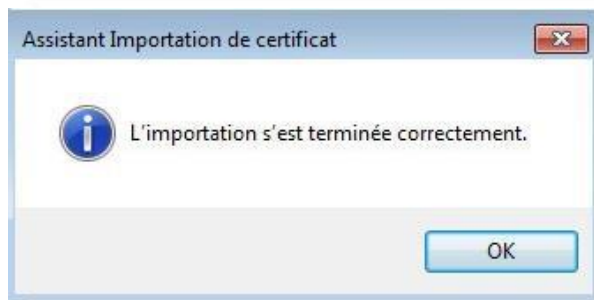 Assistant Importation de certificat
L'importation s'est terminée correctement.
OK